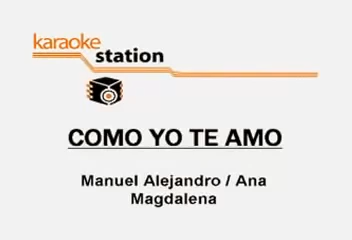 karaoke
station
COMO YO TE AMO
Manuel Alejandro / Ana
Magdalena